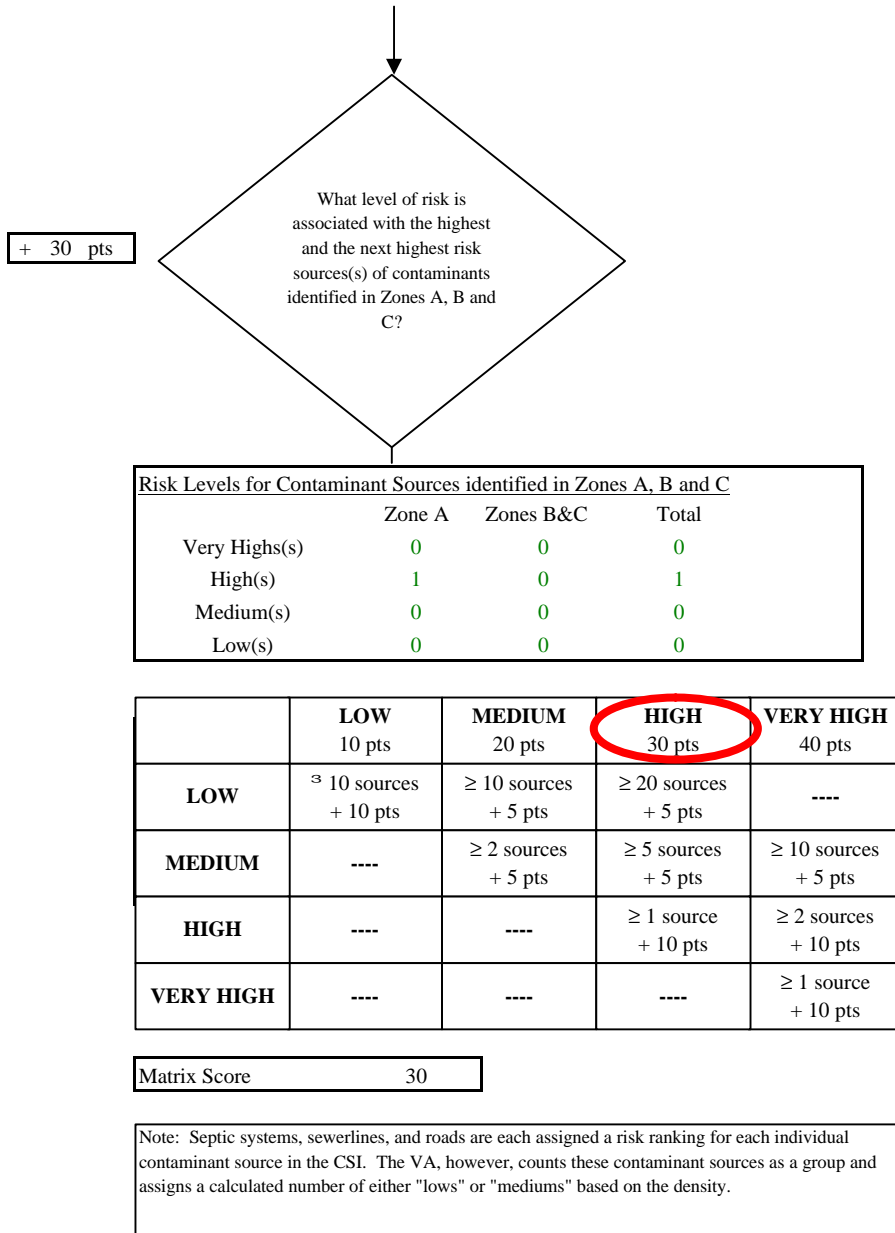 What level of risk is
associated with the highest
and the next highest risk
sources(s) of contaminants
identified in Zones A, B and
C?
+ 30 pts
Risk Levels for Contaminant Sources identified in Zones A, B and C
Zone A Zones B&C Total
Very Highs(s) 0 0 0
High(s) 1 0 1
Medium(s) 0 0 0
Low(s) 0 0 0
LOW MEDIUM HIGH VERY HIGH
10 pts 20 pts 30 pts 40 pts
LOW ³ 10 sources ≥ 10 sources ≥ 20 sources ----
+ 10 pts + 5 pts + 5 pts
MEDIUM ---- ≥ 2 sources ≥ 5 sources ≥ 10 sources
+ 5 pts + 5 pts + 5 pts
HIGH ---- ---- ≥ 1 source ≥ 2 sources
+ 10 pts + 10 pts
VERY HIGH ---- ---- ---- ≥ 1 source
+ 10 pts
Matrix Score 30
Note: Septic systems, sewerlines, and roads are each assigned a risk ranking for each individual
contaminant source in the CSI. The VA, however, counts these contaminant sources as a group and
assigns a calculated number of either "lows" or "mediums" based on the density.